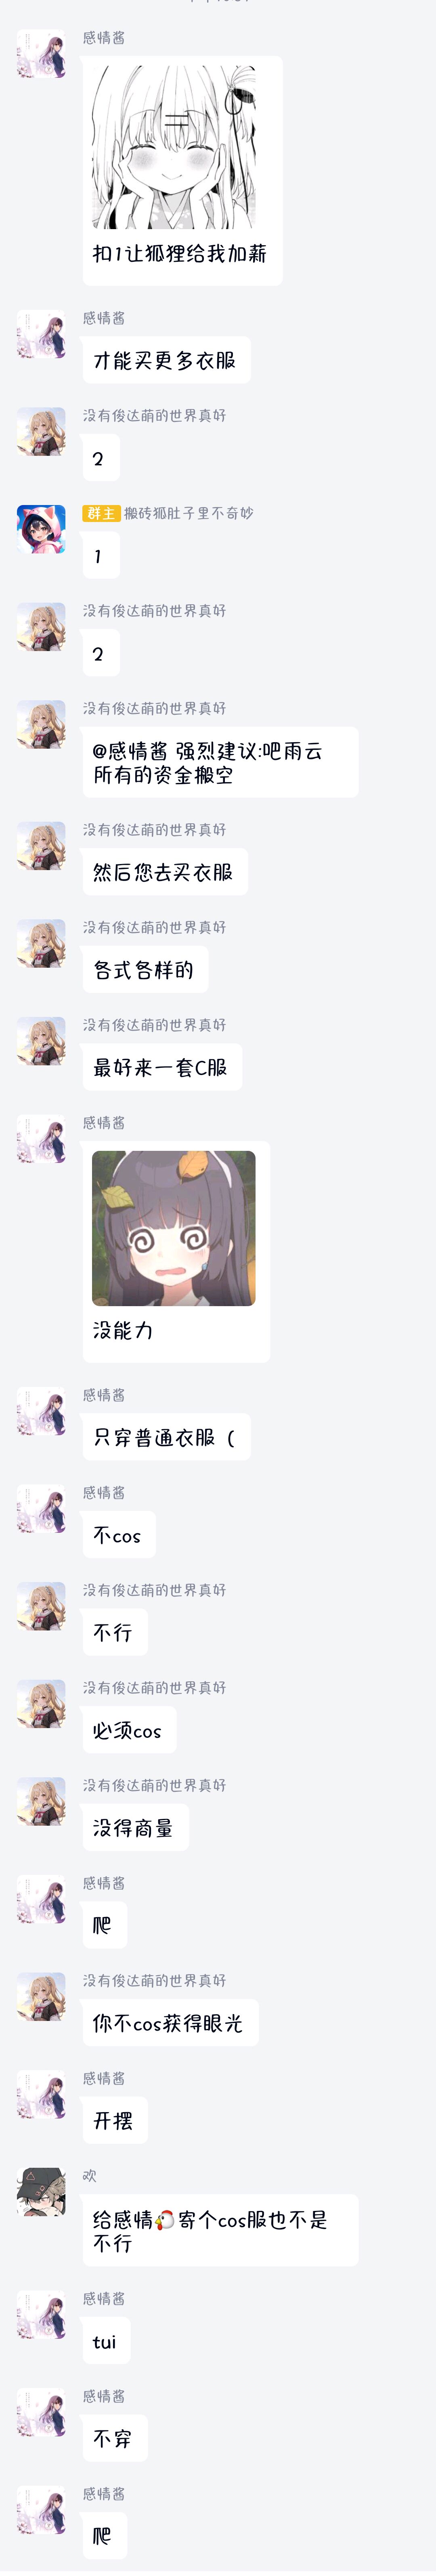 感情酱
扣1让狐狸给我加薪
感情酱
才能买更多衣服
没有俊达萌的世界真好
2
群主 搬砖狐肚子里不奇妙
1
没有俊达萌的世界真好
2
没有俊达萌的世界真好
@感情酱 强烈建议:吧雨云
所有的资金搬空
没有俊达萌的世界真好
然后您去买衣服
没有俊达萌的世界真好
各式各样的
没有俊达萌的世界真好
最好来一套C服
感情酱
没能力
感情酱
只穿普通衣服（
感情酱
不cos
没有俊达萌的世界真好
不行
没有俊达萌的世界真好
必须cos
没有俊达萌的世界真好
没得商量
感情酱
爬
没有俊达萌的世界真好
你不cos获得眼光
感情酱
开摆
欢
给感情🐔寄个cos服也不是
不行
感情酱
tui
感情酱
不穿
感情酱
爬